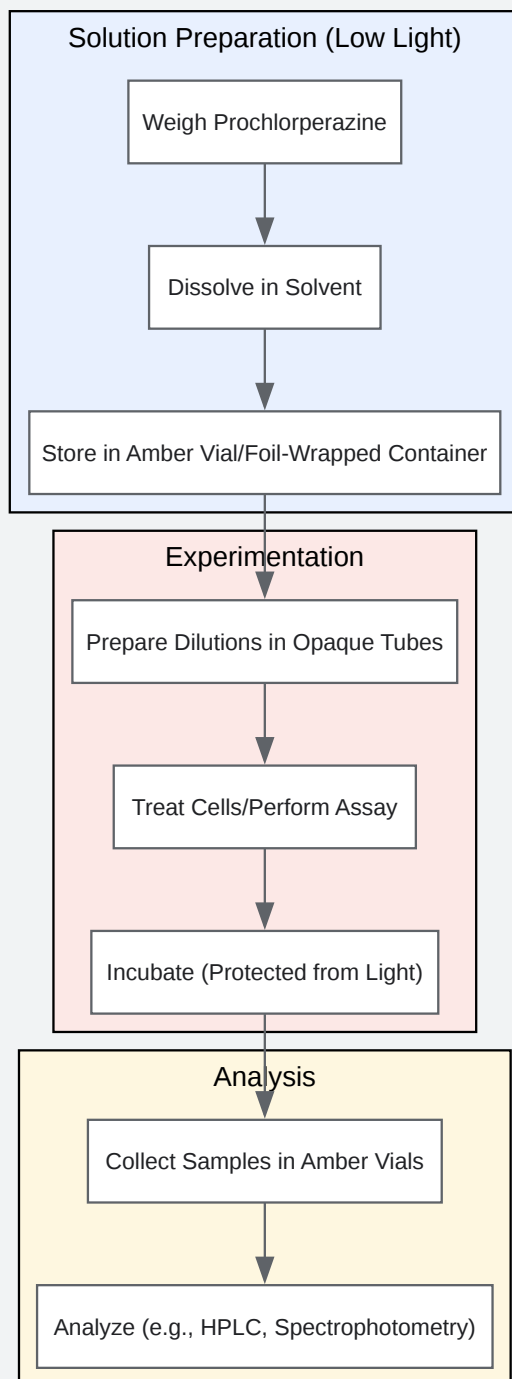 Solution Preparation (Low Light)
Weigh Prochlorperazine
Dissolve in Solvent
Store in Amber Vial/Foil-Wrapped Container
Experimentation
Prepare Dilutions in Opaque Tubes
Treat Cells/Perform Assay
Incubate (Protected from Light)
Analysis
Collect Samples in Amber Vials
Analyze (e.g., HPLC, Spectrophotometry)